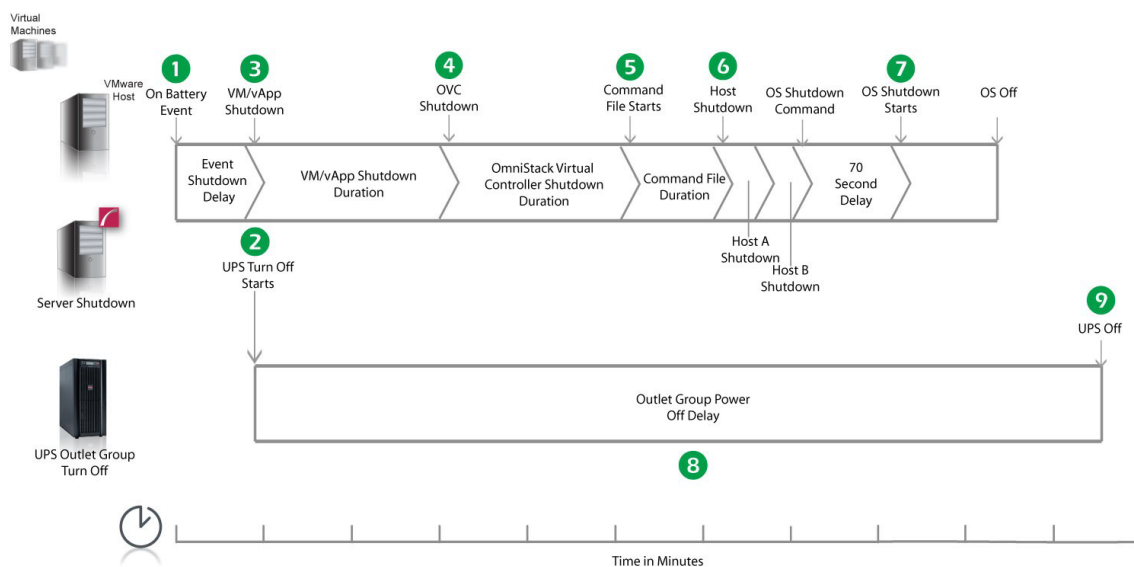 Virtual
Machines
VMware
Host
1
On Battery
Event
3
VM/vApp
Shutdown
4
OVC
Shutdown
5
Command
File Starts
6
Host
Shutdown
OS Shutdown
Command
7
OS Shutdown
Starts
OS Off
Event
Shutdown
Delay
VM/vApp Shutdown
Duration
OmniStack Virtual
Controller Shutdown
Duration
Command File
Duration
70
Second
Delay
Host A
Shutdown
Host B
Shutdown
2
UPS Turn Off
Starts
Server Shutdown
9
UPS Off
Outlet Group Power
Off Delay
8
UPS Outlet Group
Turn Off
Time in Minutes